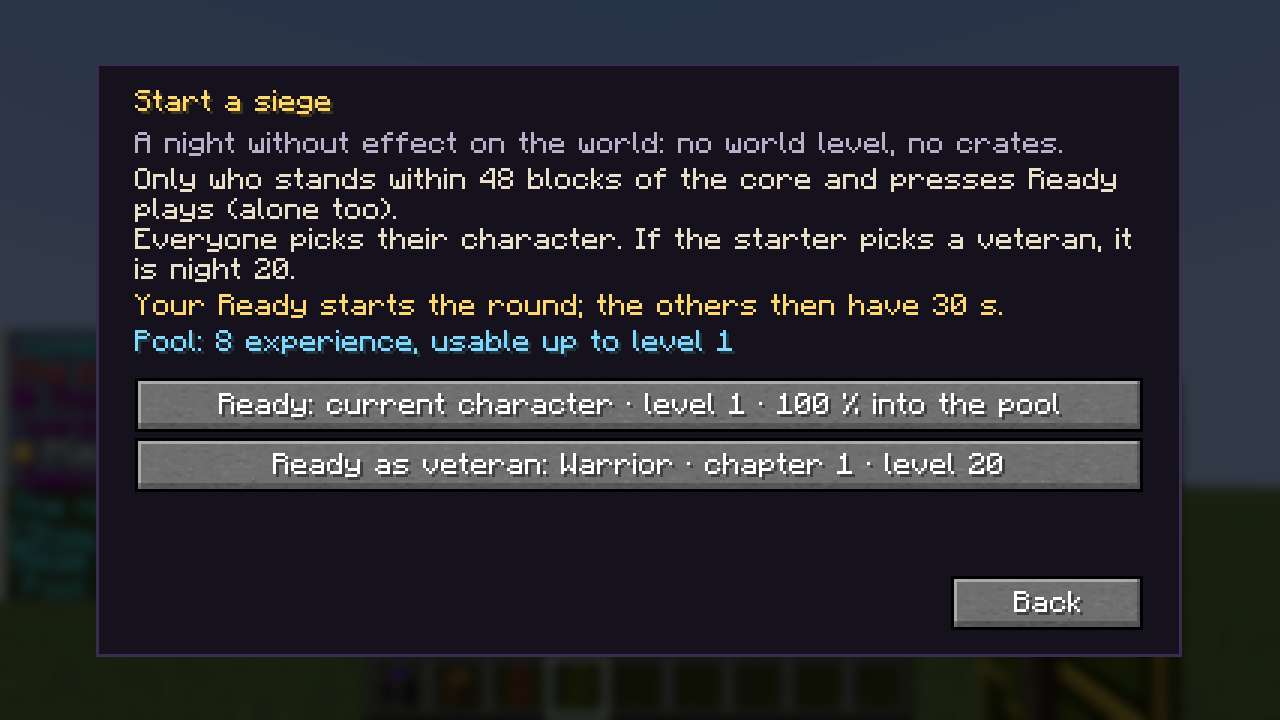 Start a siege
A night without effect on the world: no world level, no crates.
Only who stands within 48 blocks of the core and presses Ready
plays (alone too).
Everyone picks their character. If the starter picks a veteran, it
is night 20.
Your Ready starts the round; the others then have 30 s.
Pool: 8 experience, usable up to level 1
Ready: current character · level 1 · 100 % into the pool
Ready as veteran: Warrior · chapter 1 · level 20
Back